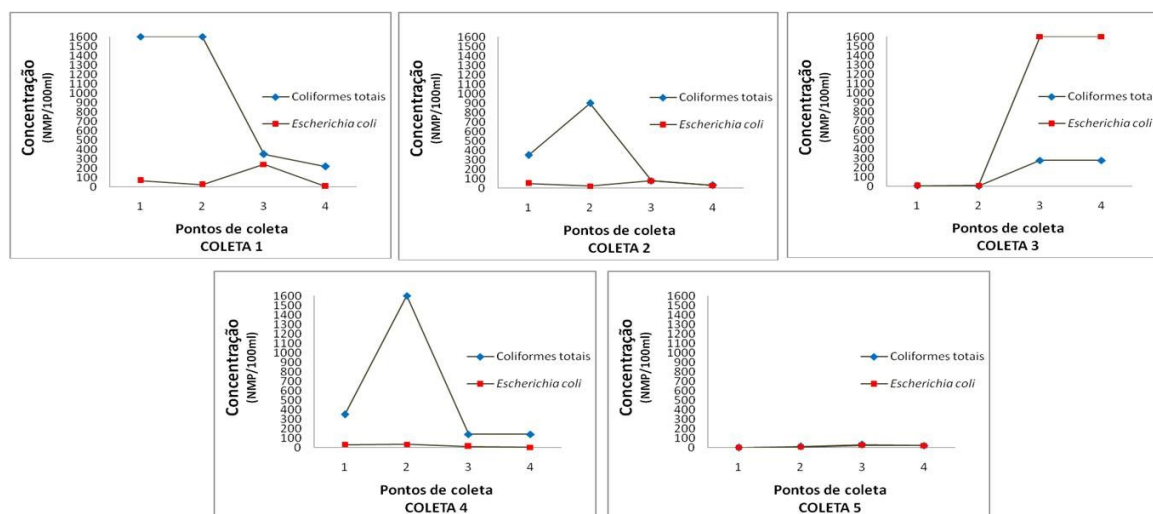 Concentração
(NMP/100ml)
1600
1500
1400
1300
1200
1100
1000
900
800
700
600
500
400
300
200
100
0
Coliformes totais
Escherichia coli
1 2 3 4
Pontos de coleta
COLETA 1
Concentração
(NMP/100ml)
1600
1500
1400
1300
1200
1100
1000
900
800
700
600
500
400
300
200
100
0
Coliformes totais
Escherichia coli
1 2 3 4
Pontos de coleta
COLETA 2
Concentração
(NMP/100ml)
1600
1500
1400
1300
1200
1100
1000
900
800
700
600
500
400
300
200
100
0
Coliformes totais
Escherichia coli
1 2 3 4
Pontos de coleta
COLETA 3
Concentração
(NMP/100ml)
1600
1500
1400
1300
1200
1100
1000
900
800
700
600
500
400
300
200
100
0
Coliformes totais
Escherichia coli
1 2 3 4
Pontos de coleta
COLETA 4
Concentração
(NMP/100ml)
1600
1500
1400
1300
1200
1100
1000
900
800
700
600
500
400
300
200
100
0
Coliformes totais
Escherichia coli
1 2 3 4
Pontos de coleta
COLETA 5